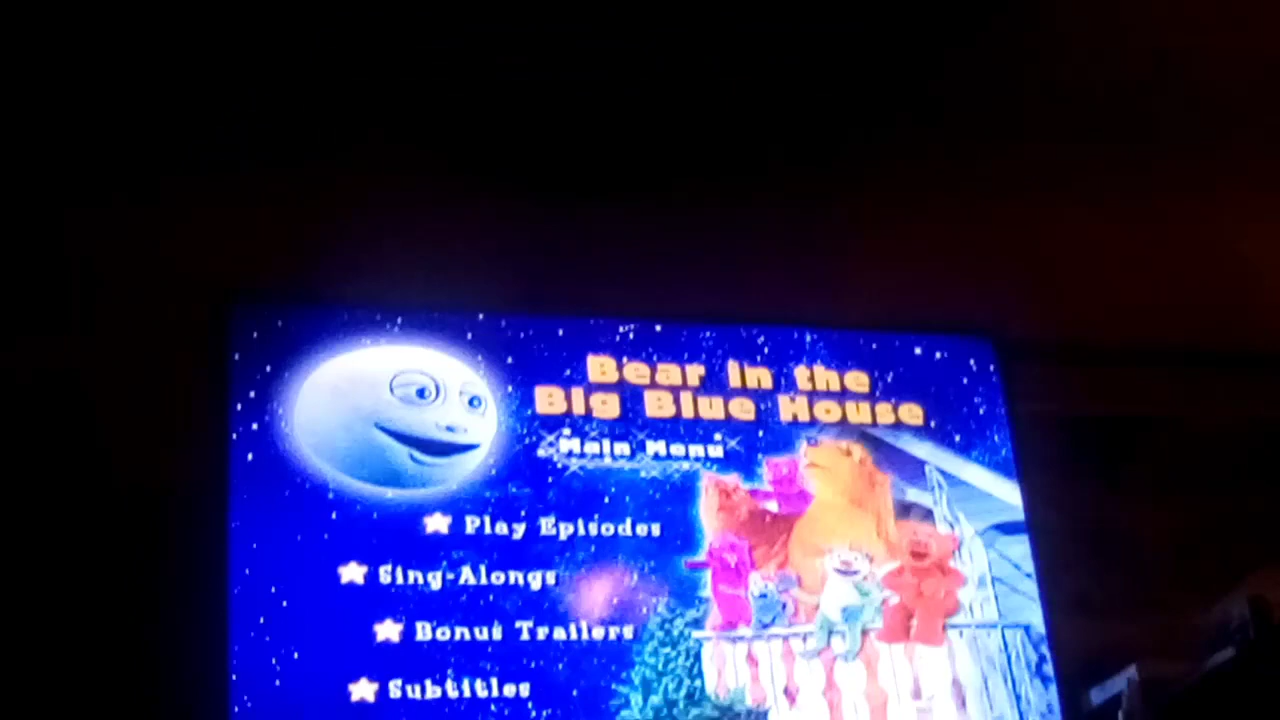 Bear in the
Big Blue House
Main Menu
Play Episodes
Sing-Alongs
Bonus Trailers
Subtitles